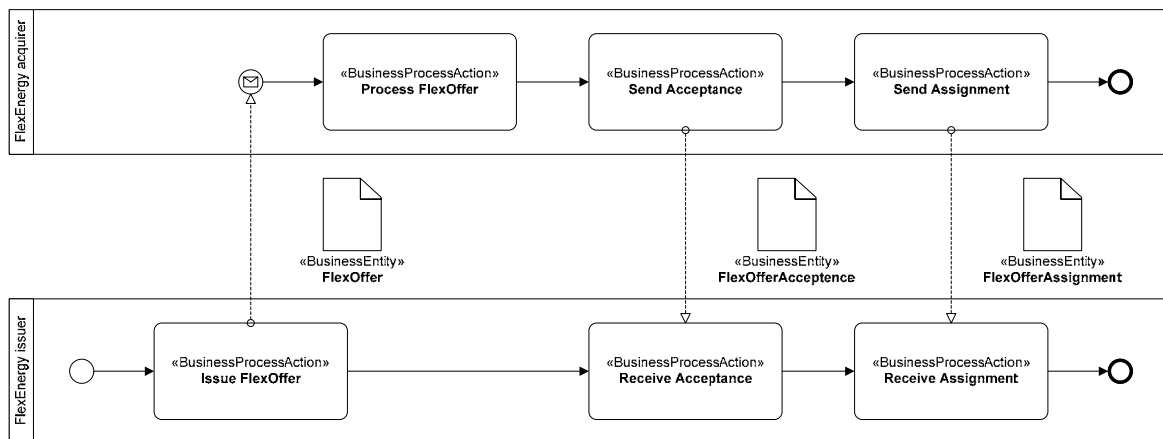 FlexEnergy acquirer
«BusinessProcessAction»
Process FlexOffer
«BusinessProcessAction»
Send Acceptance
«BusinessProcessAction»
Send Assignment
«BusinessEntity»
FlexOffer
«BusinessEntity»
FlexOfferAcceptence
«BusinessEntity»
FlexOfferAssignment
FlexEnergy issuer
«BusinessProcessAction»
Issue FlexOffer
«BusinessProcessAction»
Receive Acceptance
«BusinessProcessAction»
Receive Assignment